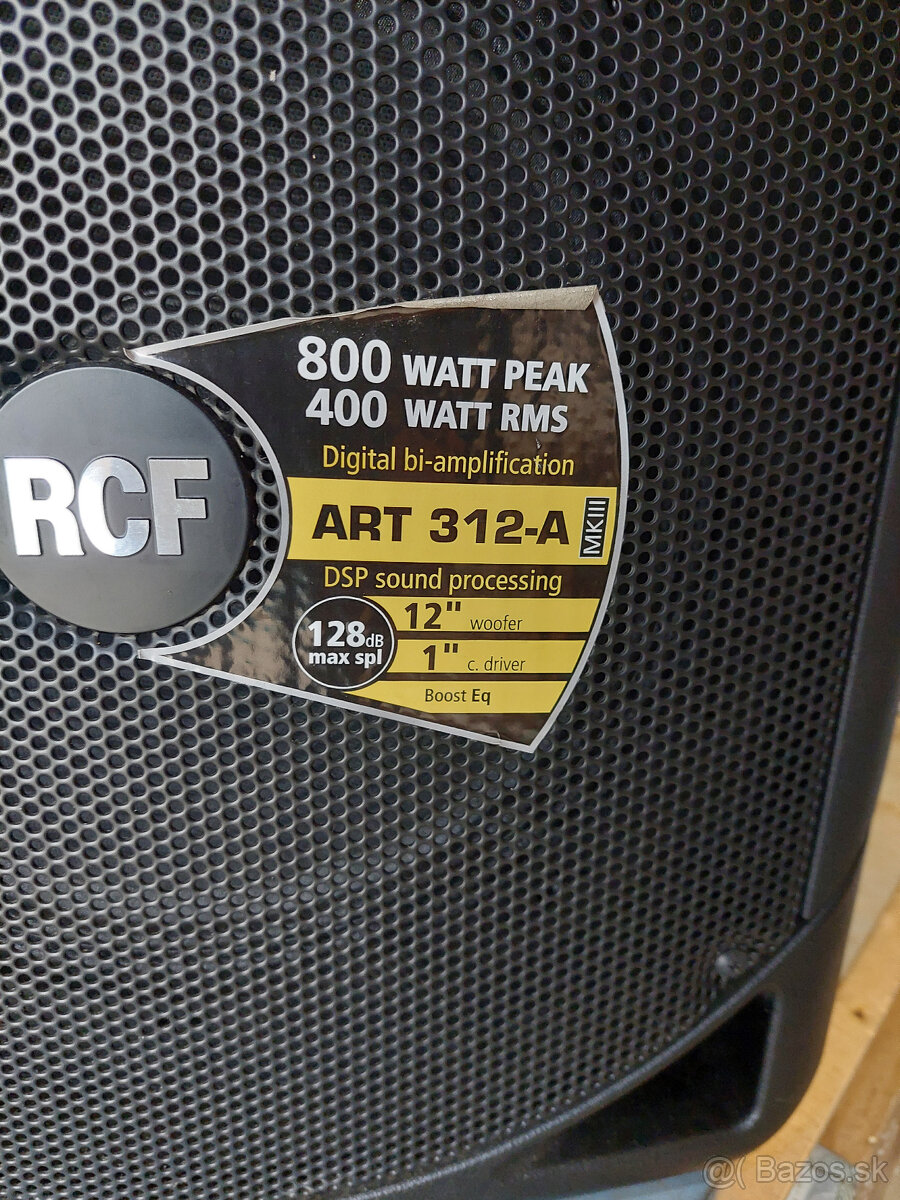 800 WATT PEAK
400 WATT RMS
Digital bi-amplification
RCF
ART 312-A MKIII
DSP sound processing
128dB
max spl
12" woofer
1" c. driver
Boost Eq
@( Bazos.sk